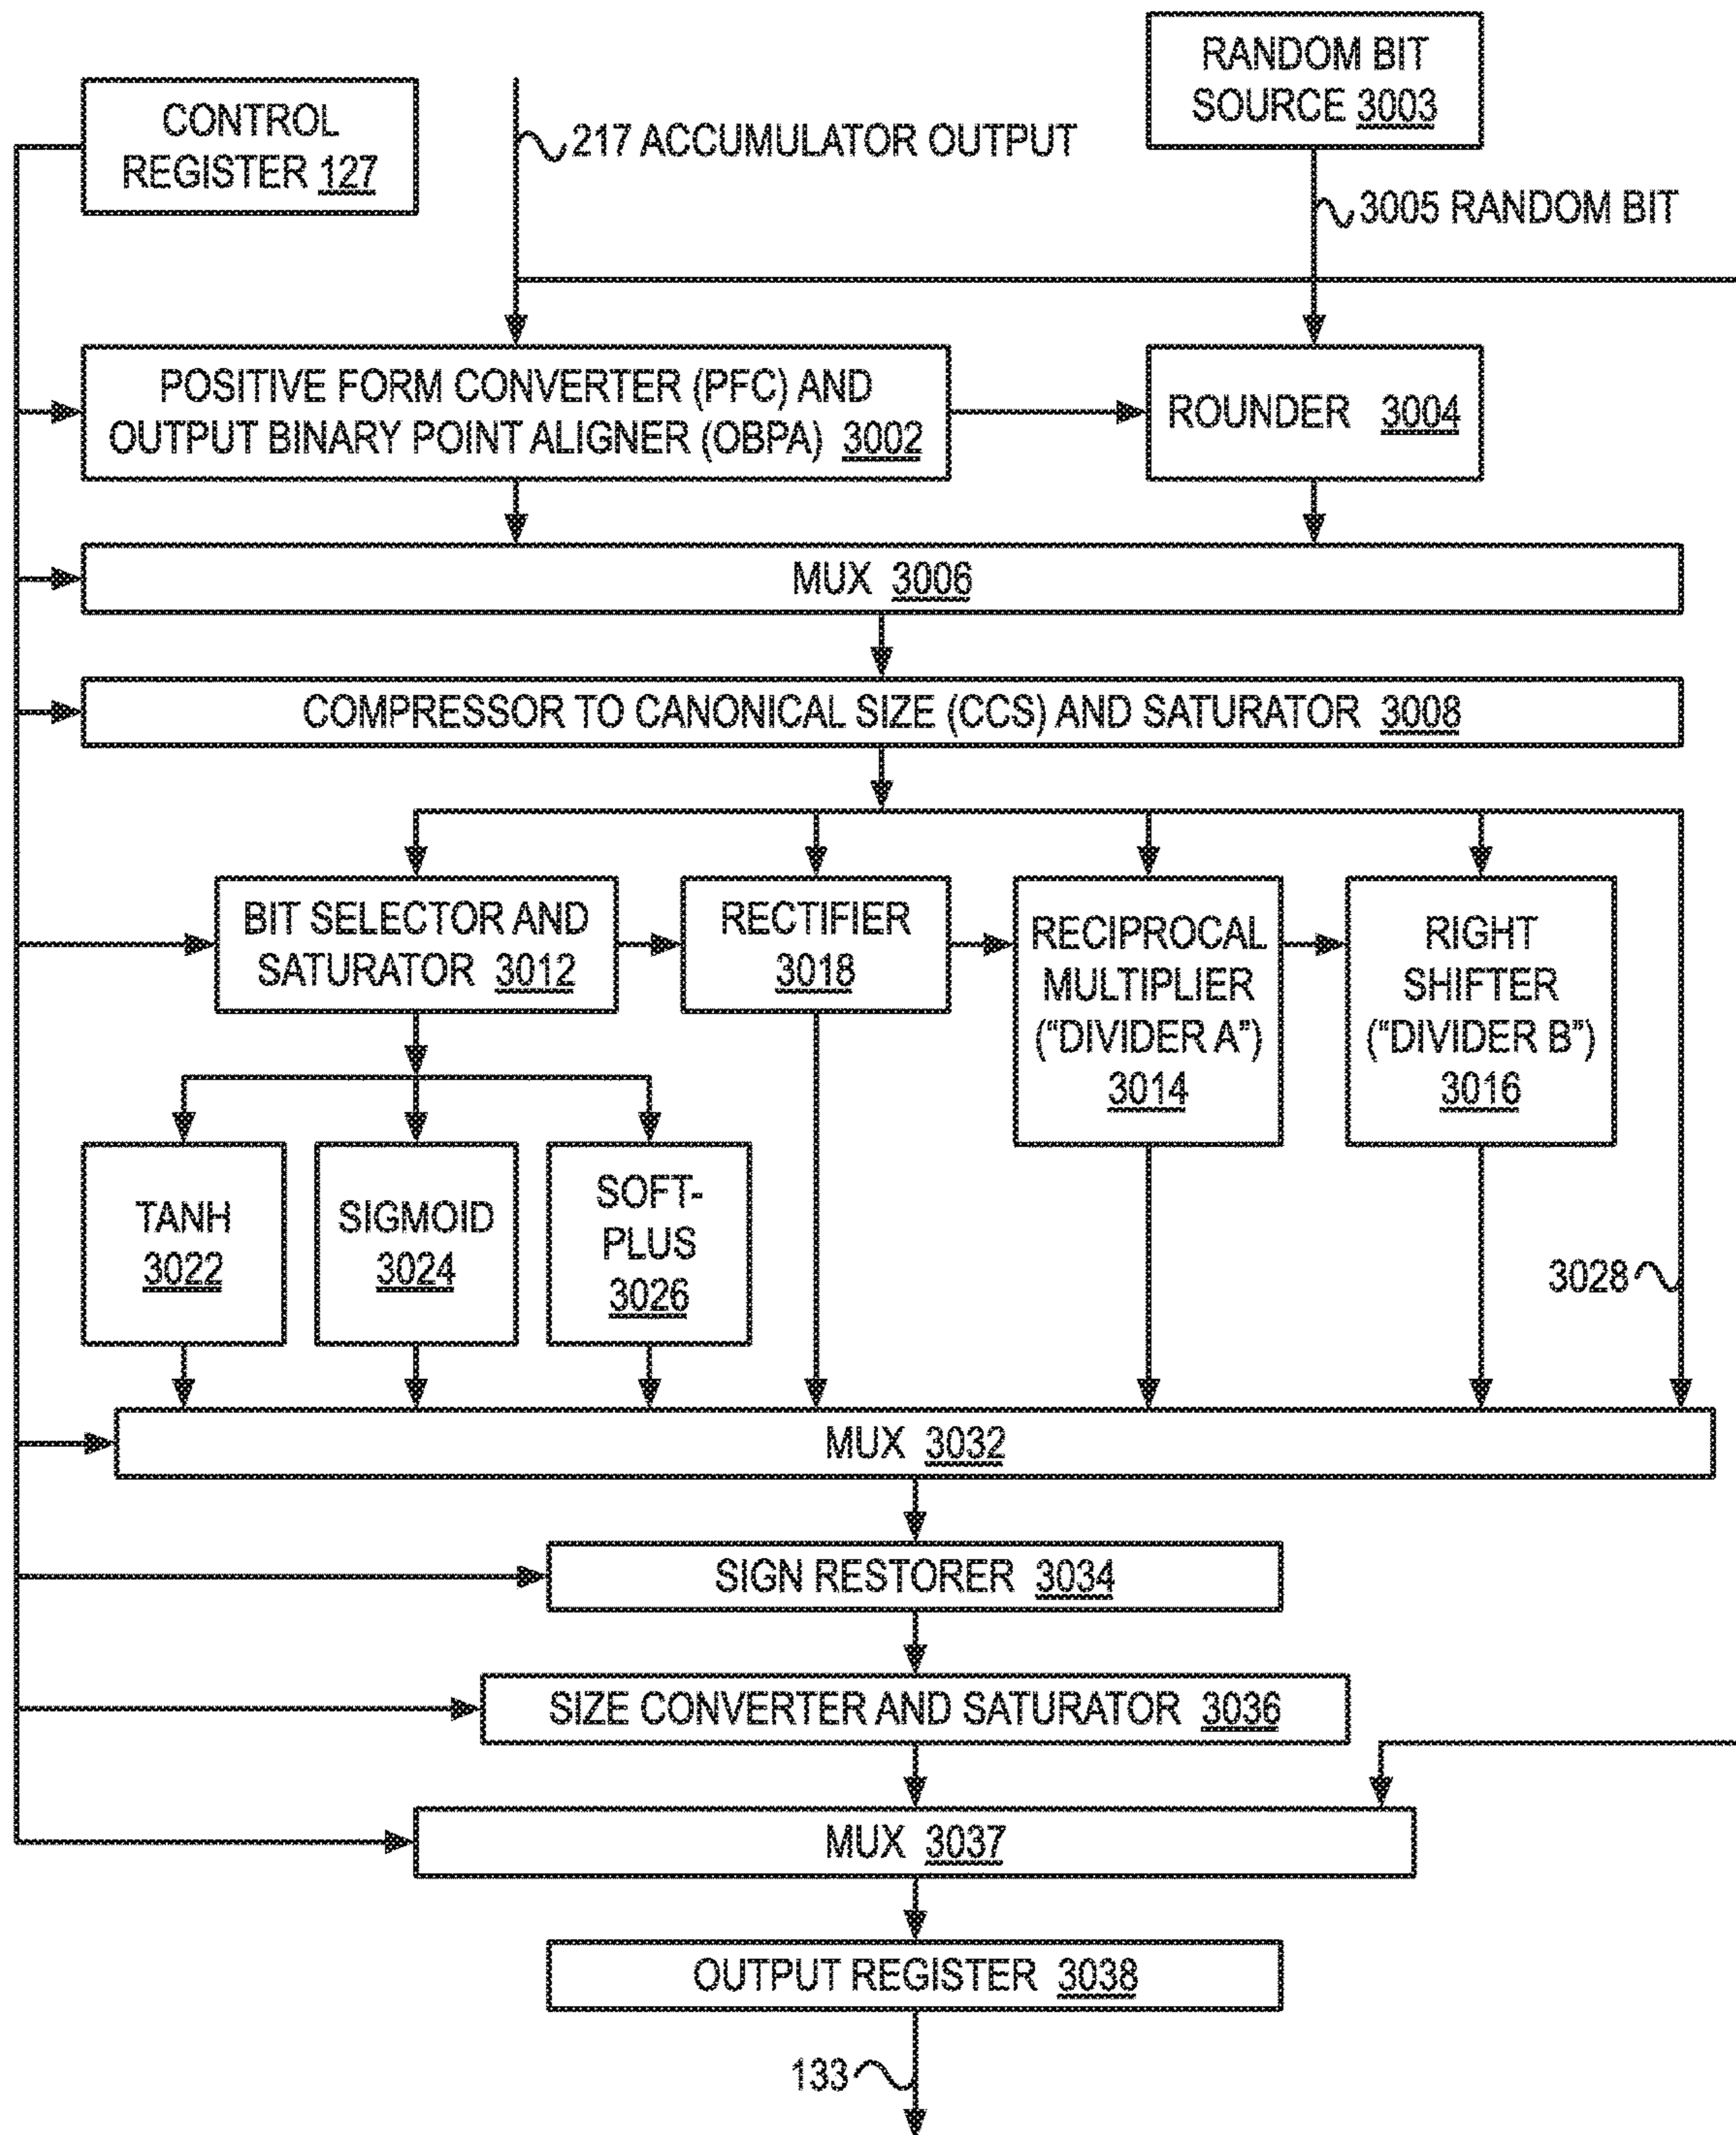 RANDOM BIT
SOURCE 3003
CONTROL
REGISTER 127
217 ACCUMULATOR OUTPUT
3005 RANDOM BIT
POSITIVE FORM CONVERTER (PFC) AND
OUTPUT BINARY POINT ALIGNER (OBPA) 3002
ROUNDER 3004
MUX 3006
COMPRESSOR TO CANONICAL SIZE (CCS) AND SATURATOR 3008
BIT SELECTOR AND
SATURATOR 3012
RECTIFIER
3018
RECIPROCAL
MULTIPLIER
("DIVIDER A")
3014
RIGHT
SHIFTER
("DIVIDER B")
3016
TANH
3022
SIGMOID
3024
SOFT-
PLUS
3026
3028
MUX 3032
SIGN RESTORER 3034
SIZE CONVERTER AND SATURATOR 3036
MUX 3037
OUTPUT REGISTER 3038
133